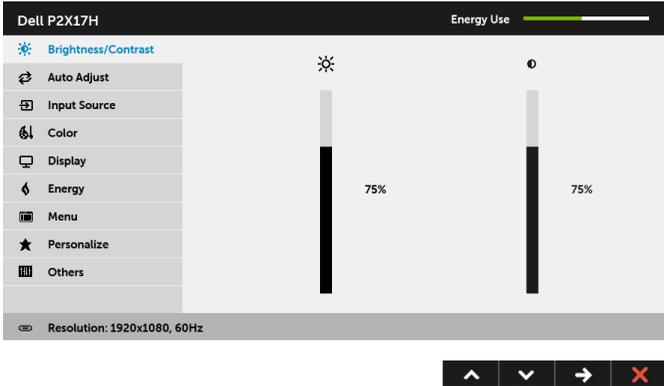 Dell P2X17H
Energy Use
Brightness/Contrast
Auto Adjust
Input Source
Color
Display
Energy
75%
75%
Menu
Personalize
Others
Resolution: 1920x1080, 60Hz